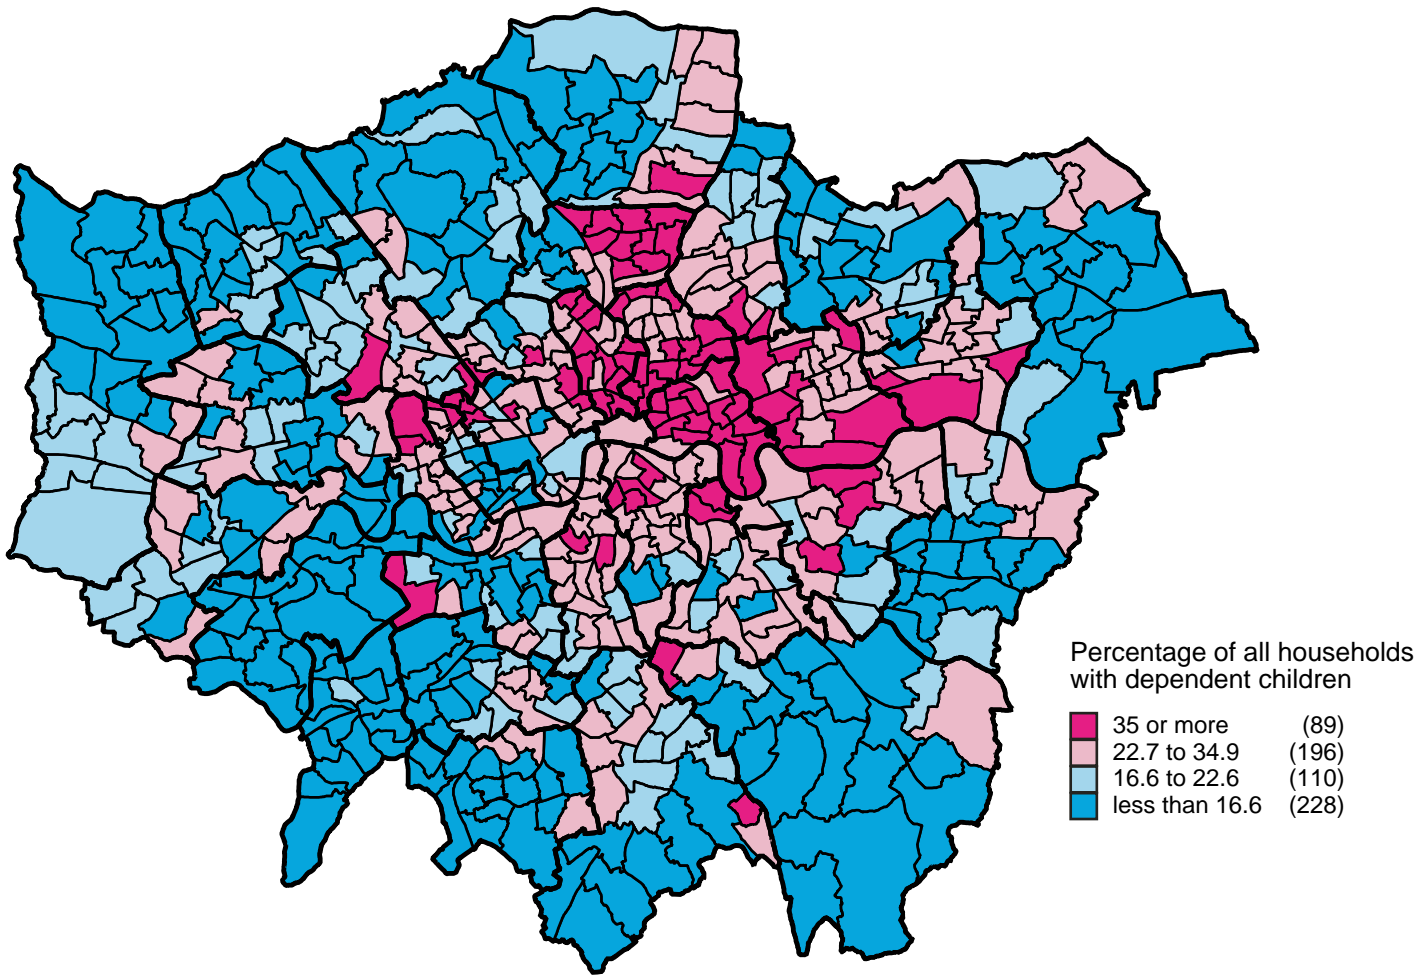 Percentage of all households
with dependent children
35 or more (89)
22.7 to 34.9 (196)
16.6 to 22.6 (110)
less than 16.6 (228)